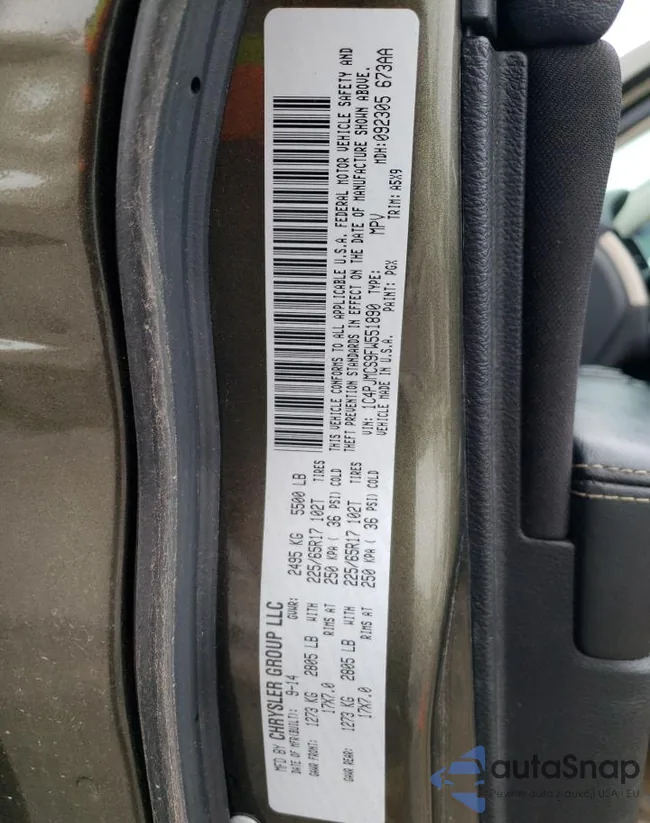 MFD BY CHRYSLER GROUP LLC
DATE OF MFR(BUILT): 9-14 GVWR: 2495 KG 5500 LB
GAWR FRONT: 1273 KG 2805 LB WITH 225/65R17 102T TIRES
17X7.0 RIMS AT 250 KPA ( 36 PSI) COLD
GAWR REAR: 1273 KG 2805 LB WITH 225/65R17 102T TIRES
17X7.0 RIMS AT 250 KPA ( 36 PSI) COLD
THIS VEHICLE CONFORMS TO ALL APPLICABLE U.S.A. FEDERAL MOTOR VEHICLE SAFETY AND
THEFT PREVENTION STANDARDS IN EFFECT ON THE DATE OF MANUFACTURE SHOWN ABOVE.
VIN: 1C4PJMCS9FW551890 TYPE: MPV MDH:092305 673AA
VEHICLE MADE IN U.S.A. PAINT: PGX TRIM: A5X9
autaSnap